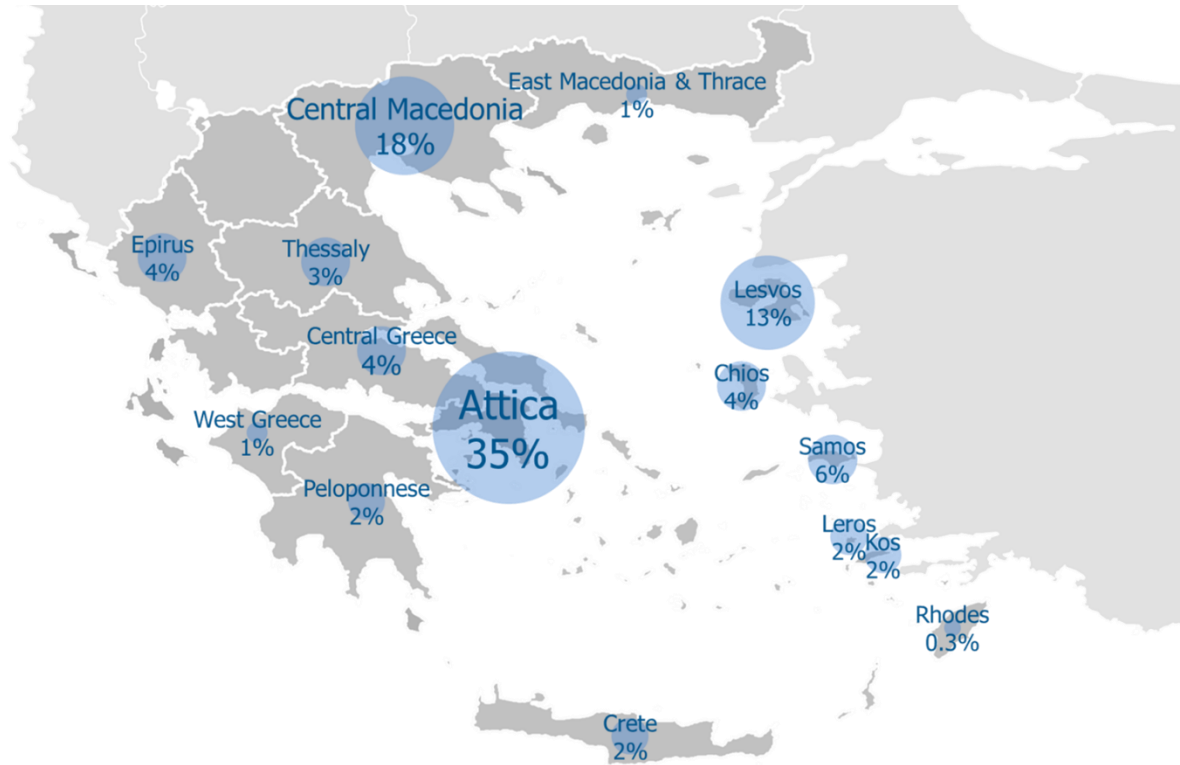 East Macedonia & Thrace
1%
Central Macedonia
18%
Epirus
4%
Thessaly
3%
Lesvos
13%
Central Greece
4%
Chios
4%
Attica
35%
West Greece
1%
Samos
6%
Peloponnese
2%
Leros
2%
Kos
2%
Rhodes
0.3%
Crete
2%